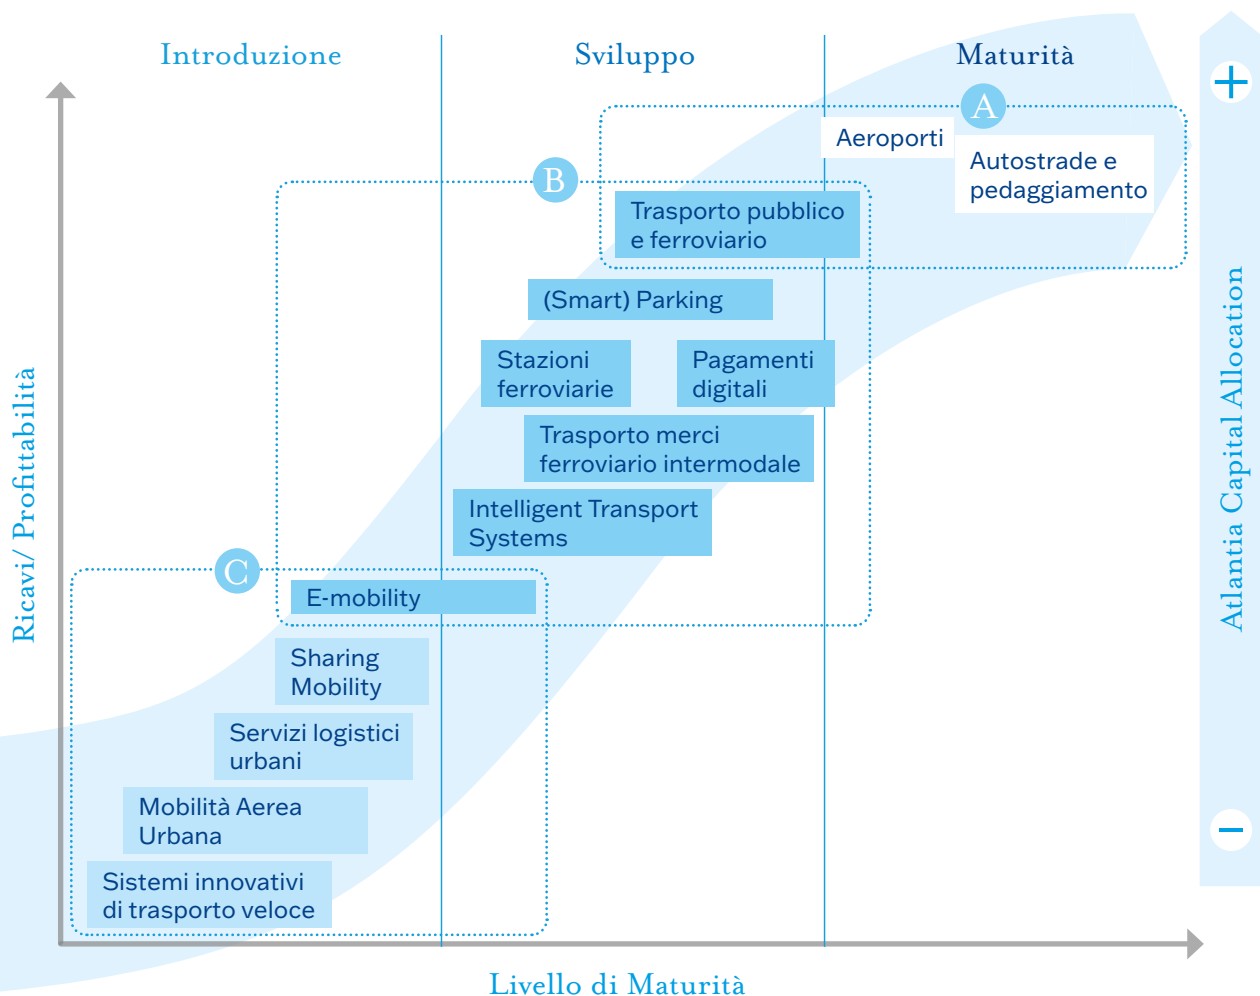 Introduzione
Sviluppo
Maturità
A
Aeroporti
Autostrade e
pedaggiamento
B
Trasporto pubblico
e ferroviario
(Smart) Parking
Stazioni
ferroviarie
Pagamenti
digitali
Trasporto merci
ferroviario intermodale
Intelligent Transport
Systems
C
E-mobility
Sharing
Mobility
Servizi logistici
urbani
Mobilità Aerea
Urbana
Sistemi innovativi
di trasporto veloce
Ricavi/ Profittabilità
Livello di Maturità
+
Atlantia Capital Allocation
−